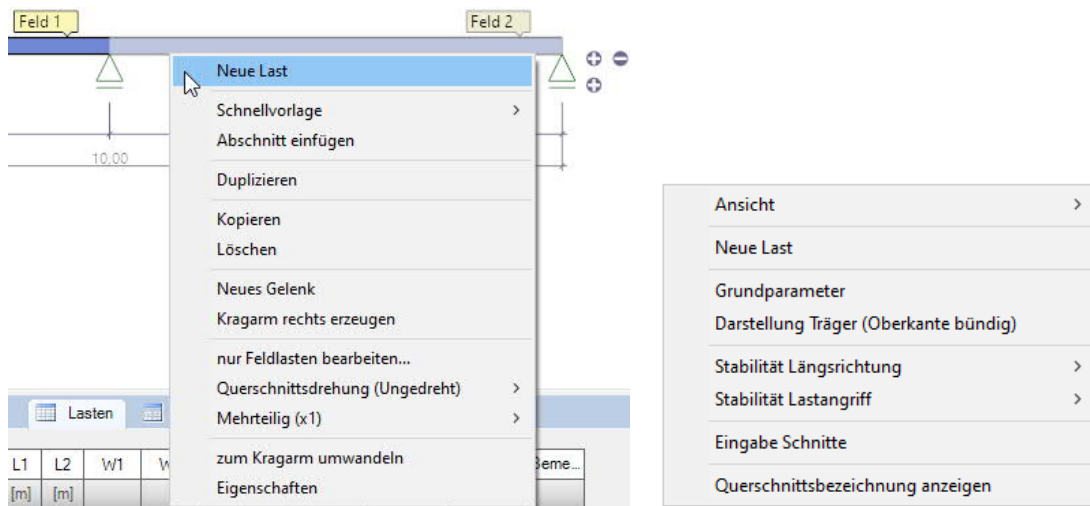 Feld 1
Feld 2
Neue Last
Schnellvorlage
Abschnitt einfügen
10,00
Duplizieren
Kopieren
Löschen
Neues Gelenk
Kragarm rechts erzeugen
nur Feldlasten bearbeiten...
Querschnittsdrehung (Ungedreht)
Mehrteilig (x1)
zum Kragarm umwandeln
Eigenschaften
Lasten
L1 L2 W1
[m] [m]
Ansicht
Neue Last
Grundparameter
Darstellung Träger (Oberkante bündig)
Stabilität Längsrichtung
Stabilität Lastangriff
Eingabe Schnitte
Querschnittsbezeichnung anzeigen